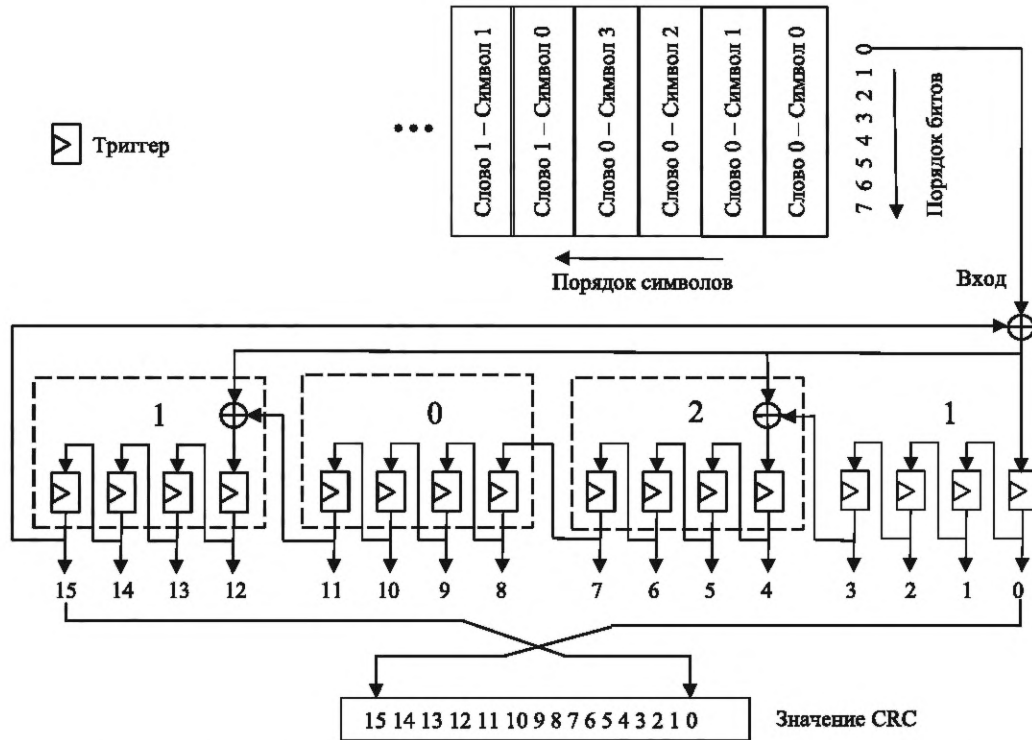 Слово 1 – Символ 1
Слово 1 – Символ 0
Слово 0 – Символ 3
Слово 0 – Символ 2
Слово 0 – Символ 1
Слово 0 – Символ 0
7 6 5 4 3 2 1 0
Порядок битов
Триггер
•••
Порядок символов
Вход
1 0 2 1
15 14 13 12 11 10 9 8 7 6 5 4 3 2 1 0
15 14 13 12 11 10 9 8 7 6 5 4 3 2 1 0
Значение CRC